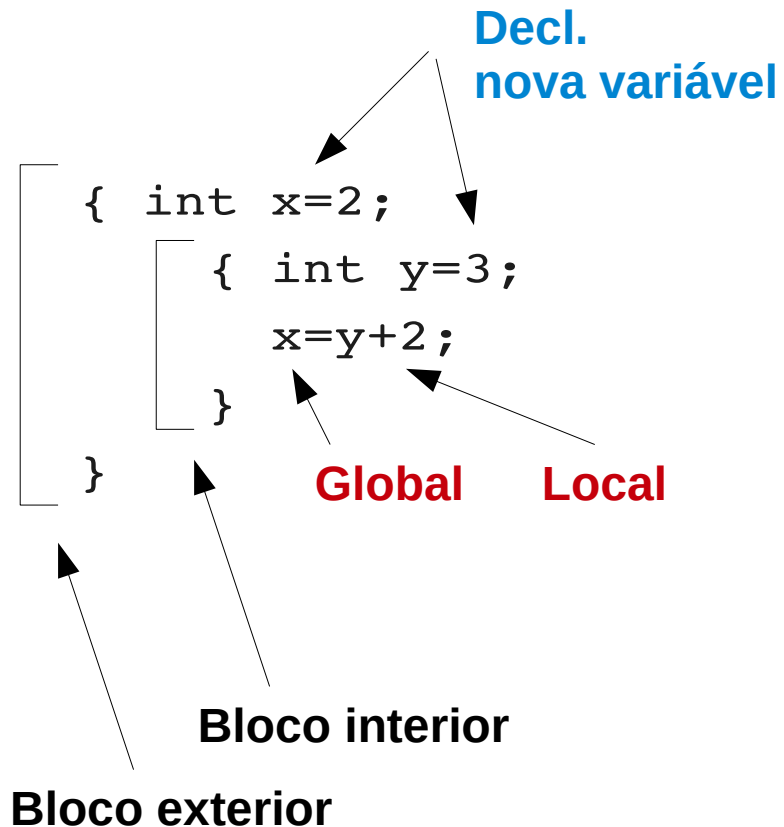 Decl.
nova variável
{ int x=2;
{ int y=3;
x=y+2;
}
}
Global Local
Bloco interior
Bloco exterior